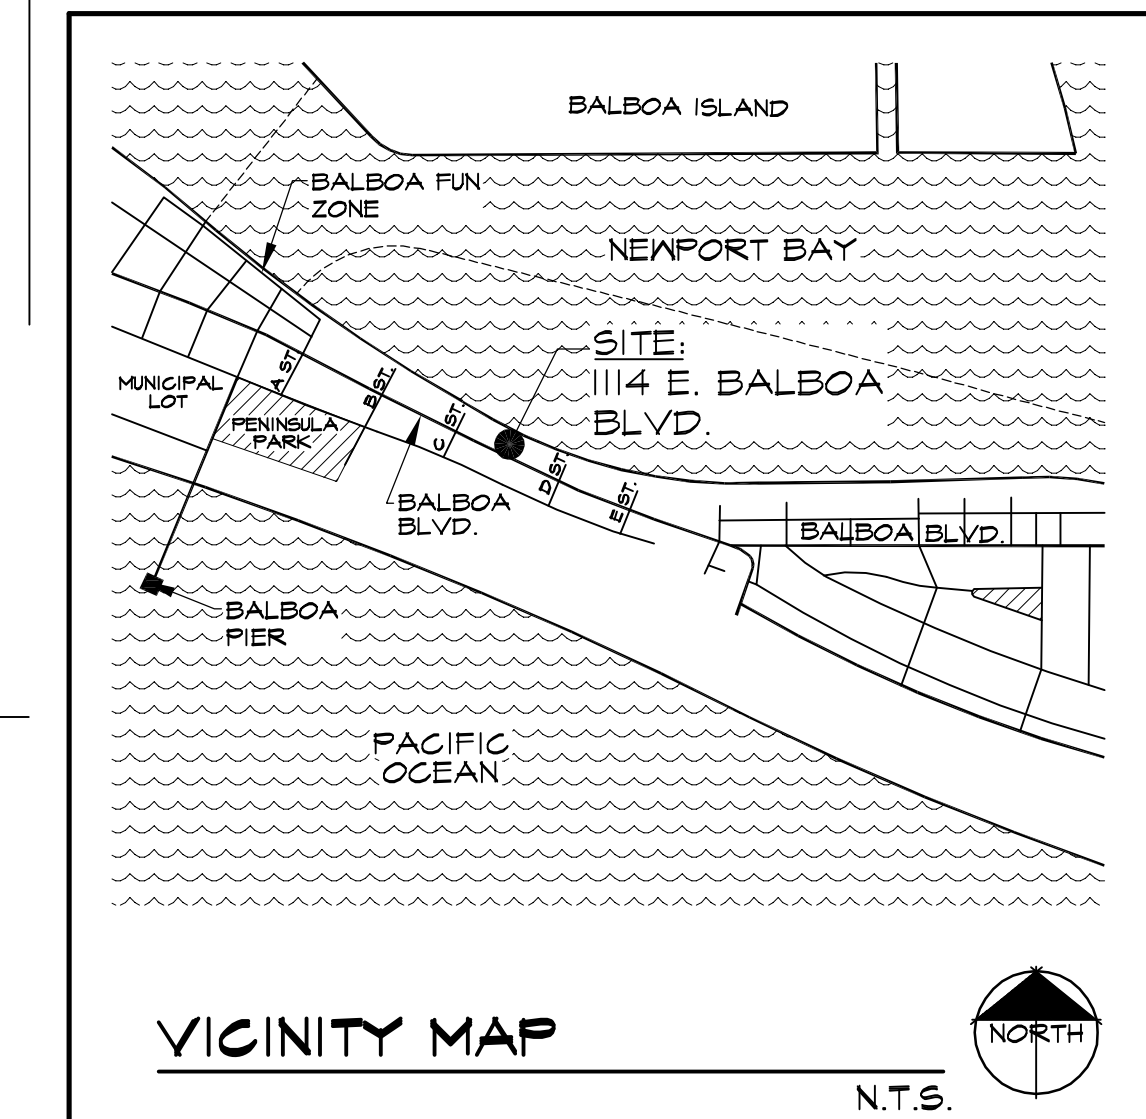 BALBOA ISLAND
BALBOA FUN
ZONE
NEWPORT BAY
SITE:
1114 E. BALBOA
BLVD.
MUNICIPAL
LOT
A ST.
B ST.
C ST.
D ST.
E ST.
PENINSULA
PARK
BALBOA
BLVD.
BALBOA BLVD.
BALBOA
PIER
PACIFIC
OCEAN
VICINITY MAP
NORTH
N.T.S.